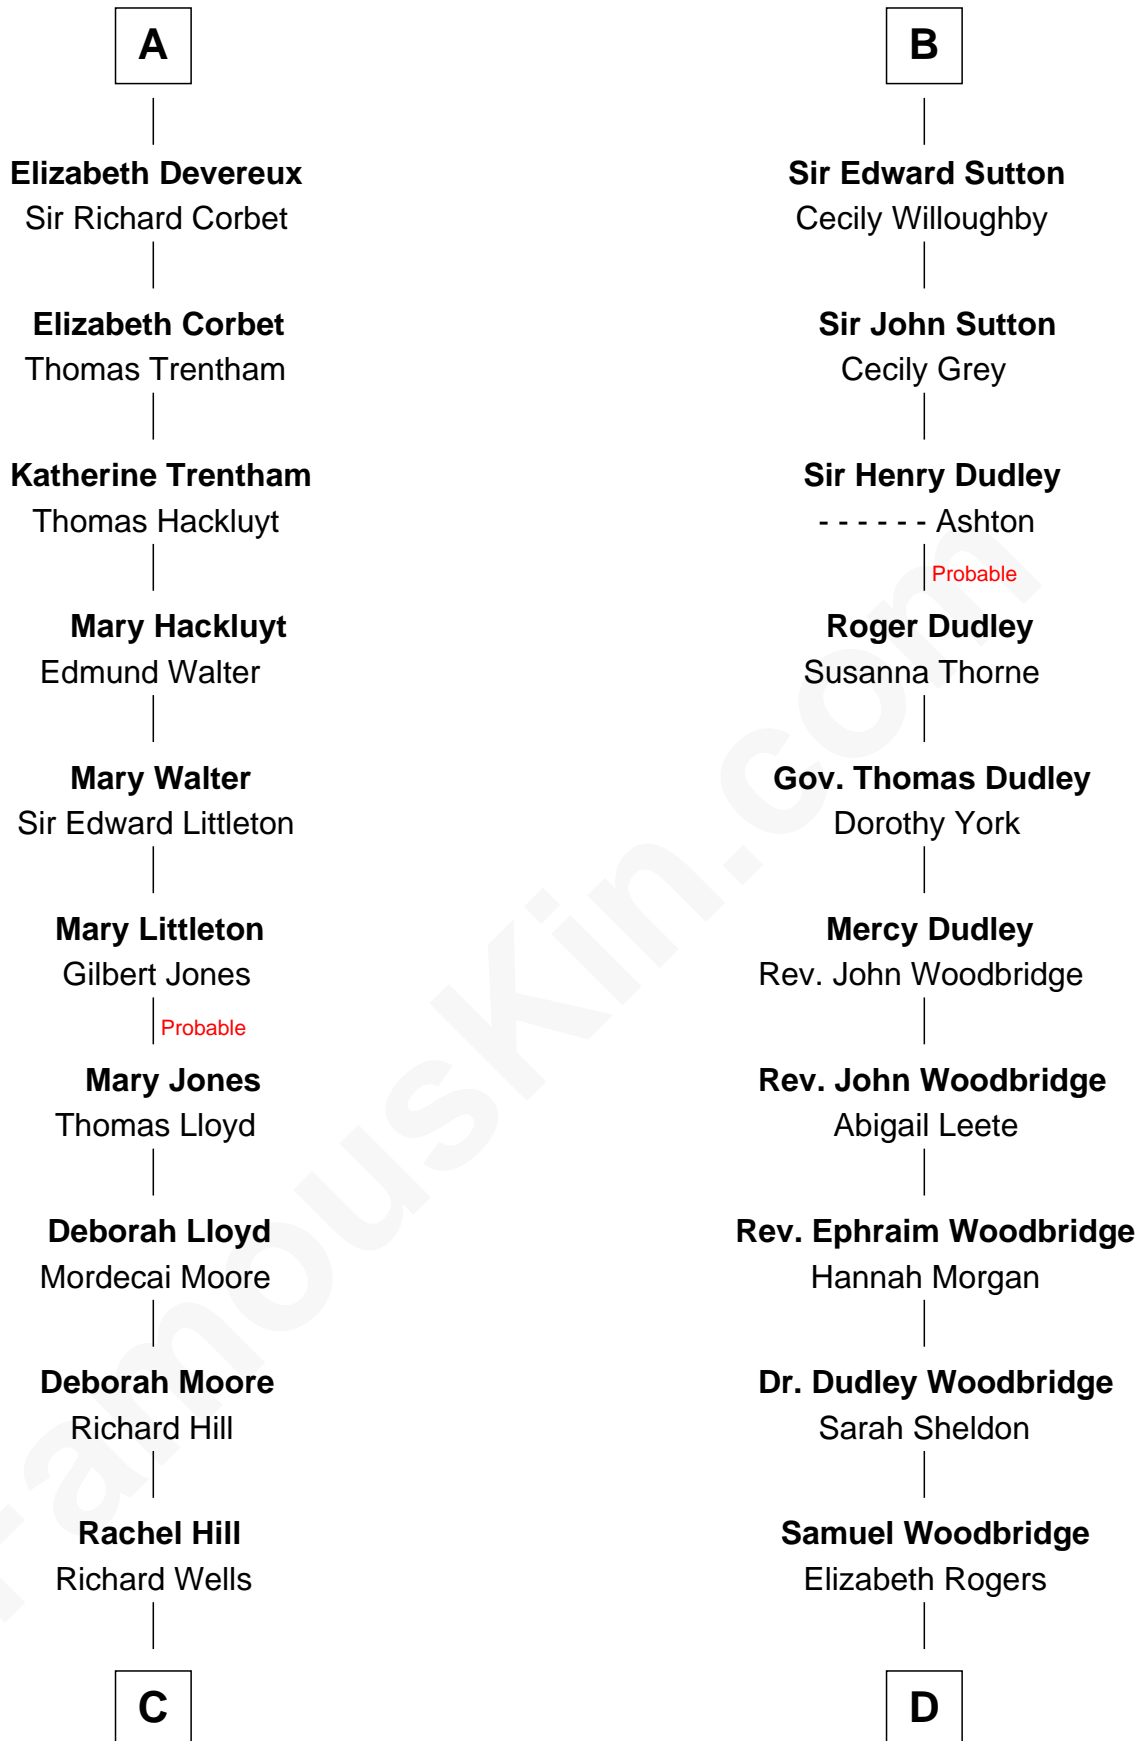 A
Elizabeth Devereux
Sir Richard Corbet
Elizabeth Corbet
Thomas Trentham
Katherine Trentham
Thomas Hackluyt
Mary Hackluyt
Edmund Walter
Mary Walter
Sir Edward Littleton
Mary Littleton
Gilbert Jones
Probable
Mary Jones
Thomas Lloyd
Deborah Lloyd
Mordecai Moore
Deborah Moore
Richard Hill
Rachel Hill
Richard Wells
C
B
Sir Edward Sutton
Cecily Willoughby
Sir John Sutton
Cecily Grey
Sir Henry Dudley
- - - - - - Ashton
Probable
Roger Dudley
Susanna Thorne
Gov. Thomas Dudley
Dorothy York
Mercy Dudley
Rev. John Woodbridge
Rev. John Woodbridge
Abigail Leete
Rev. Ephraim Woodbridge
Hannah Morgan
Dr. Dudley Woodbridge
Sarah Sheldon
Samuel Woodbridge
Elizabeth Rogers
D
FamousKin.com